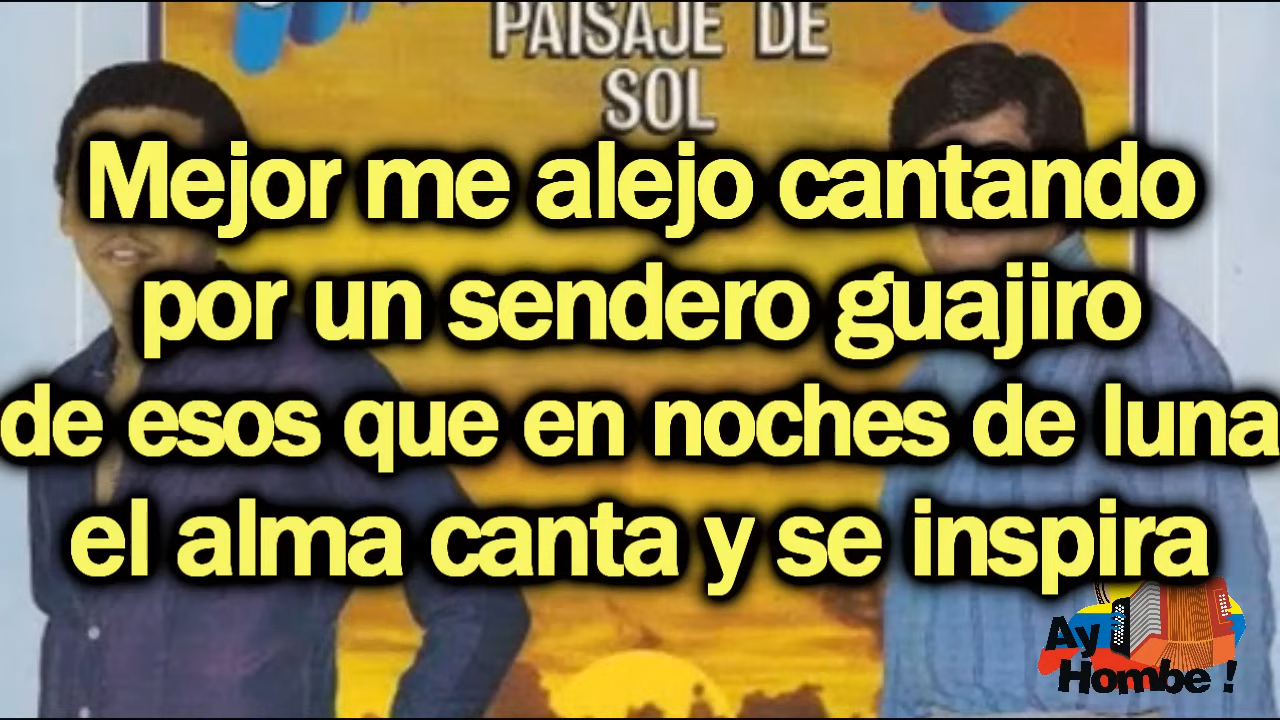 PAISAJE DE
SOL
Mejor me alejo cantando
por un sendero guajiro
de esos que en noches de luna
el alma canta y se inspira
Ay
Hombe !